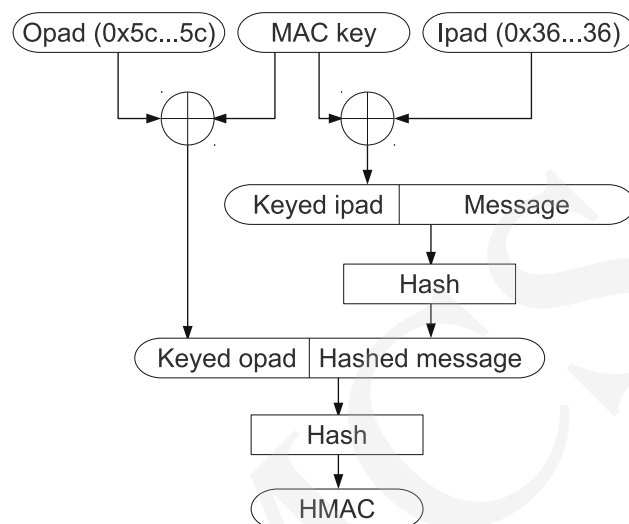 Opad (0x5c...5c)
MAC key
Ipad (0x36...36)
Keyed ipad
Message
Hash
Keyed opad
Hashed message
Hash
HMAC